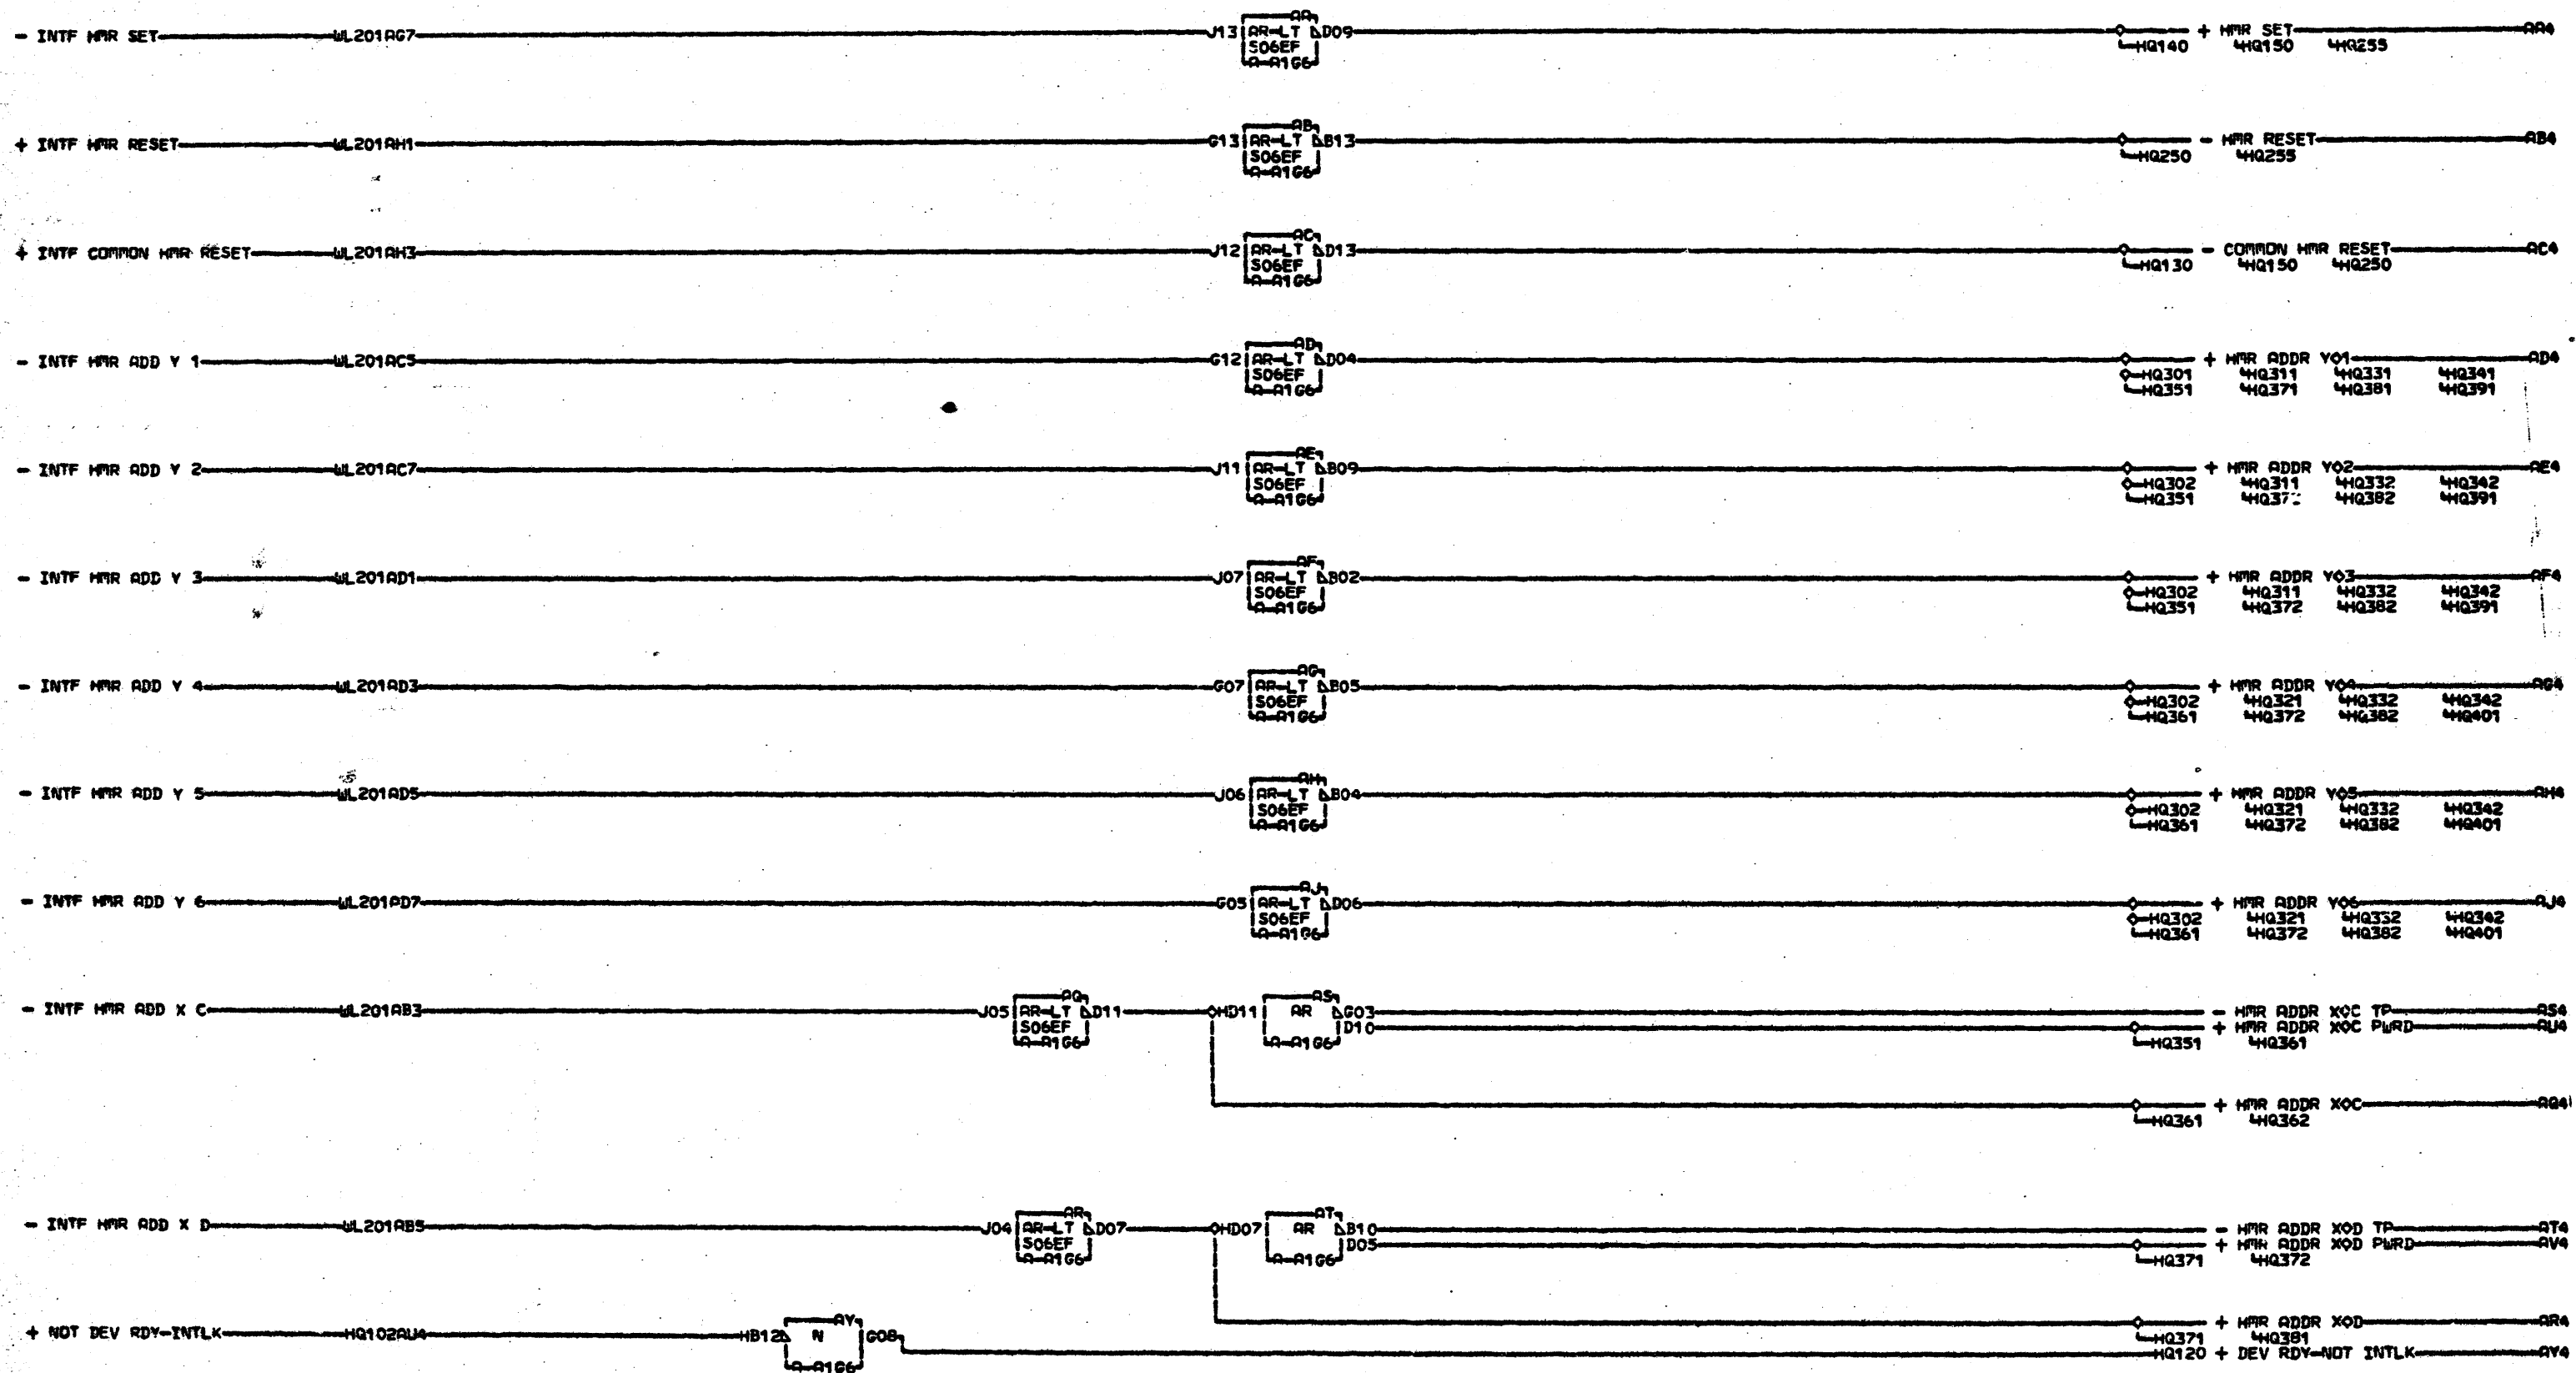 AA
- INTF HMR SET WL201AG7 J13 AR-LT D09 + HMR SET AA4
S06EF HQ140 HQ150 HQ255
A-A1G6
AB
+ INTF HMR RESET WL201AH1 G13 AR-LT B13 - HMR RESET AB4
S06EF HQ250 HQ255
A-A1G6
AC
+ INTF COMMON HMR RESET WL201AH3 J12 AR-LT D13 - COMMON HMR RESET AC4
S06EF HQ130 HQ150 HQ250
A-A1G6
AD
- INTF HMR ADD Y 1 WL201AC5 G12 AR-LT D04 + HMR ADDR Y01 AD4
S06EF HQ301 HQ311 HQ331 HQ341
A-A1G6 HQ351 HQ371 HQ381 HQ391
AE
- INTF HMR ADD Y 2 WL201AC7 J11 AR-LT B09 + HMR ADDR Y02 AE4
S06EF HQ302 HQ311 HQ332 HQ342
A-A1G6 HQ351 HQ382 HQ391
AF
- INTF HMR ADD Y 3 WL201AD1 J07 AR-LT B02 + HMR ADDR Y03 AF4
S06EF HQ302 HQ311 HQ332 HQ342
A-A1G6 HQ351 HQ372 HQ382 HQ391
AG
- INTF HMR ADD Y 4 WL201AD3 G07 AR-LT B05 + HMR ADDR Y04 AG4
S06EF HQ302 HQ321 HQ332 HQ342
A-A1G6 HQ361 HQ372 HQ382 HQ401
AH
- INTF HMR ADD Y 5 WL201AD5 J06 AR-LT B04 + HMR ADDR Y05 AH4
S06EF HQ302 HQ321 HQ332 HQ342
A-A1G6 HQ361 HQ372 HQ382 HQ401
AJ
- INTF HMR ADD Y 6 WL201AD7 G05 AR-LT D06 + HMR ADDR Y06 AJ4
S06EF HQ302 HQ321 HQ332 HQ342
A-A1G6 HQ361 HQ372 HQ382 HQ401
AQ AS
- INTF HMR ADD X C WL201AB3 J05 AR-LT D11 HD11 AR G03 - HMR ADDR X0C TP AS4
S06EF D10 + HMR ADDR X0C PWRD AU4
A-A1G6 A-A1G6 HQ351 HQ361
+ HMR ADDR X0C AQ4
HQ361 HQ362
AR AT
- INTF HMR ADD X D WL201AB5 J04 AR-LT D07 HD07 AR B10 - HMR ADDR X0D TP AT4
S06EF D05 + HMR ADDR X0D PWRD AV4
A-A1G6 A-A1G6 HQ371 HQ372
AY + HMR ADDR X0D AR4
+ NOT DEV RDY-INTLK HQ102AU4 HB12 N G08 HQ371 HQ381
HQ120 + DEV RDY-NOT INTLK AY4
A-A1G6